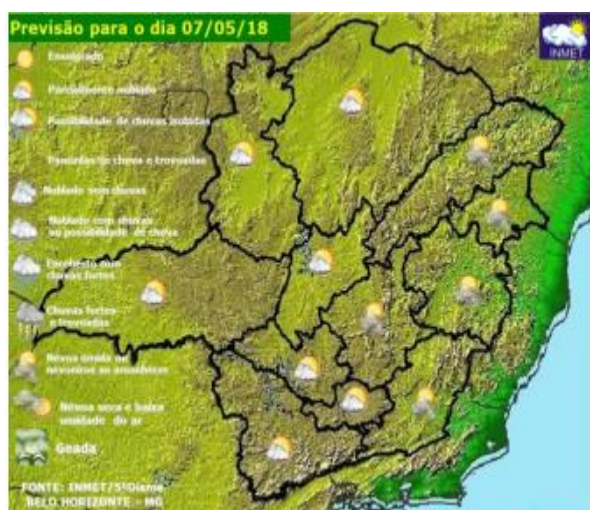 Previsão para o dia 07/05/18
INMET
Ensolarado
Parcialmente nublado
Possibilidade de chuvas isoladas
Pancadas de chuva e trovoadas
Nublado sem chuvas
Nublado com chuvas
ou possibilidade de chuva
Encoberto com
chuvas fortes
Chuvas fortes
e trovoadas
Névoa úmida ou
nevoeiros ao amanhecer
Névoa seca e baixa
umidade do ar
Geada
FONTE: INMET/5ºDisme
BELO HORIZONTE - MG